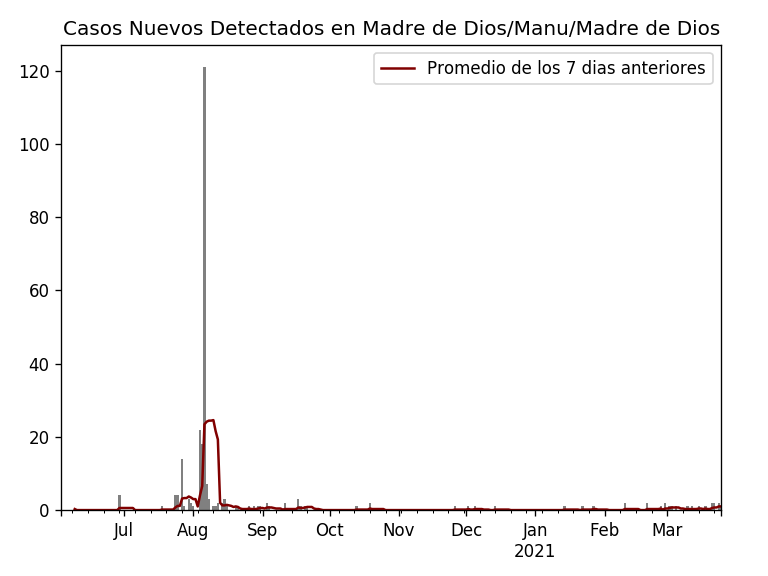 Casos Nuevos Detectados en Madre de Dios/Manu/Madre de Dios
Promedio de los 7 dias anteriores
120
100
80
60
40
20
0
Jul Aug Sep Oct Nov Dec Jan Feb Mar
2021